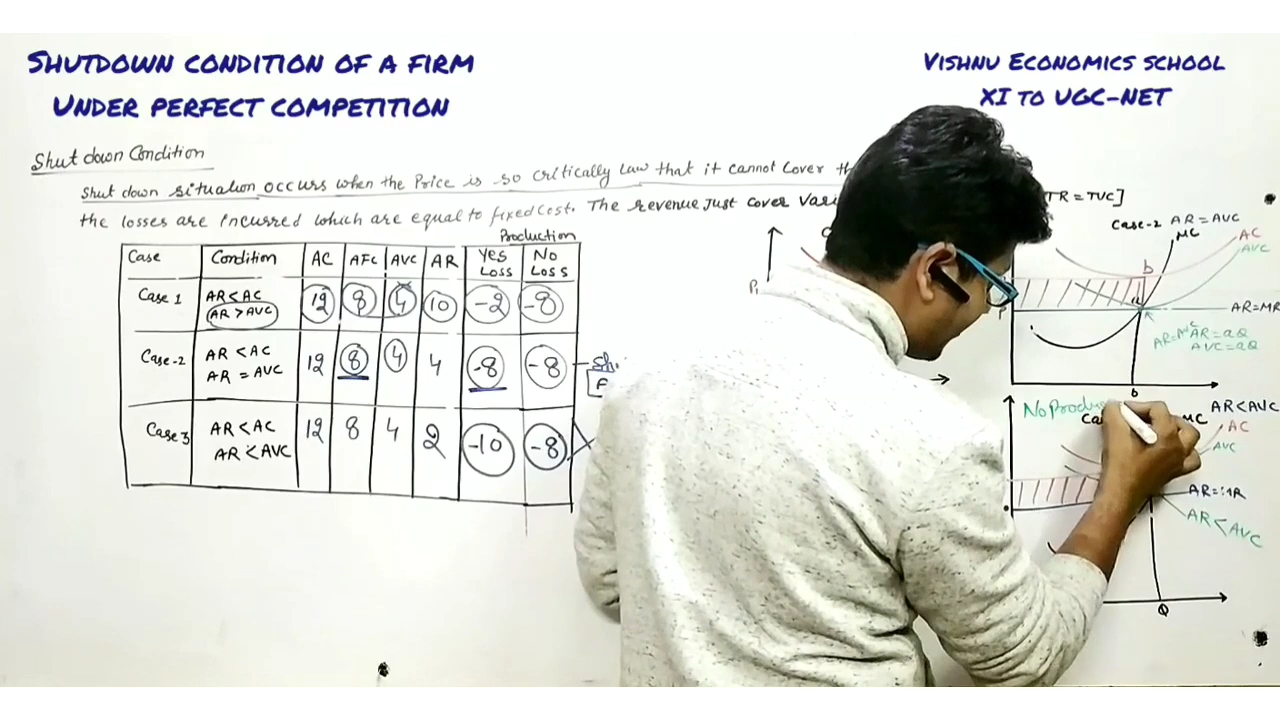 SHUTDOWN CONDITION OF A FIRM
UNDER PERFECT COMPETITION
VISHNU ECONOMICS SCHOOL
XI TO UGC-NET
Shut down Condition
Shut down situation occurs when the Price is so critically Law that it cannot Cover
the losses are incurred which are equal to fixed Cost. The revenue Just Cover
TR = TVC]
Production
Case Condition AC AFC AVC AR Yes Loss No Loss
Case 1 AR < AC 12 8 4 10 -2 -8
AR > AVC
Case-2 AR < AC 12 8 4 4 -8 -8
AR = AVC
Case 3 AR < AC 12 8 4 2 -10 -8
AR < AVC
P1
Case-2 AR = AVC
MC
AC
AVC
b
a
P
AR=MR
AR=AVC
AR=aQ
AVC=aQ
AR<AVC
MC
AC
AVC
AR=MR
AR<AVC
Q